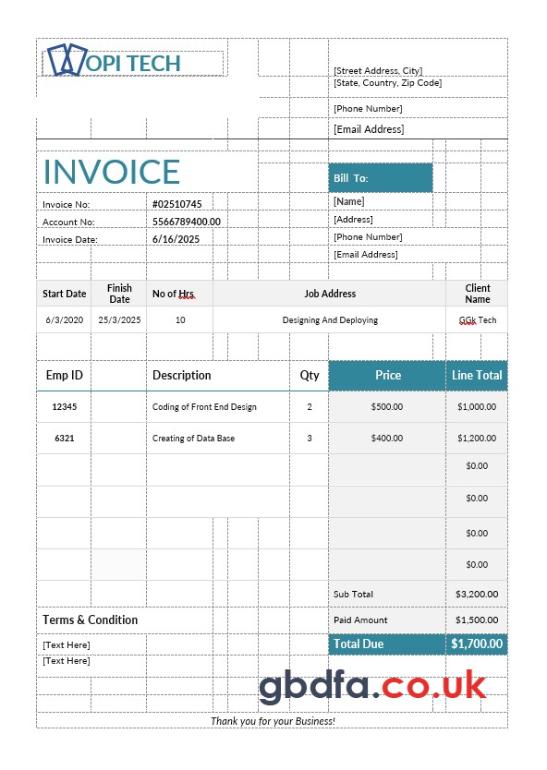 WOPI TECH
[Street Address, City]
[State, Country, Zip Code]
[Phone Number]
[Email Address]
INVOICE
Bill To:
Invoice No: #02510745
[Name]
Account No: 5566789400.00
[Address]
Invoice Date: 6/16/2025
[Phone Number]
[Email Address]
Start Date Finish Date No of Hrs Job Address Client Name
6/3/2020 25/3/2025 10 Designing And Deploying GGk Tech
Emp ID Description Qty Price Line Total
12345 Coding of Front End Design 2 $500.00 $1,000.00
6321 Creating of Data Base 3 $400.00 $1,200.00
$0.00
$0.00
$0.00
$0.00
Sub Total $3,200.00
Terms & Condition Paid Amount $1,500.00
[Text Here] Total Due $1,700.00
[Text Here]
gbdfa.co.uk
Thank you for your Business!